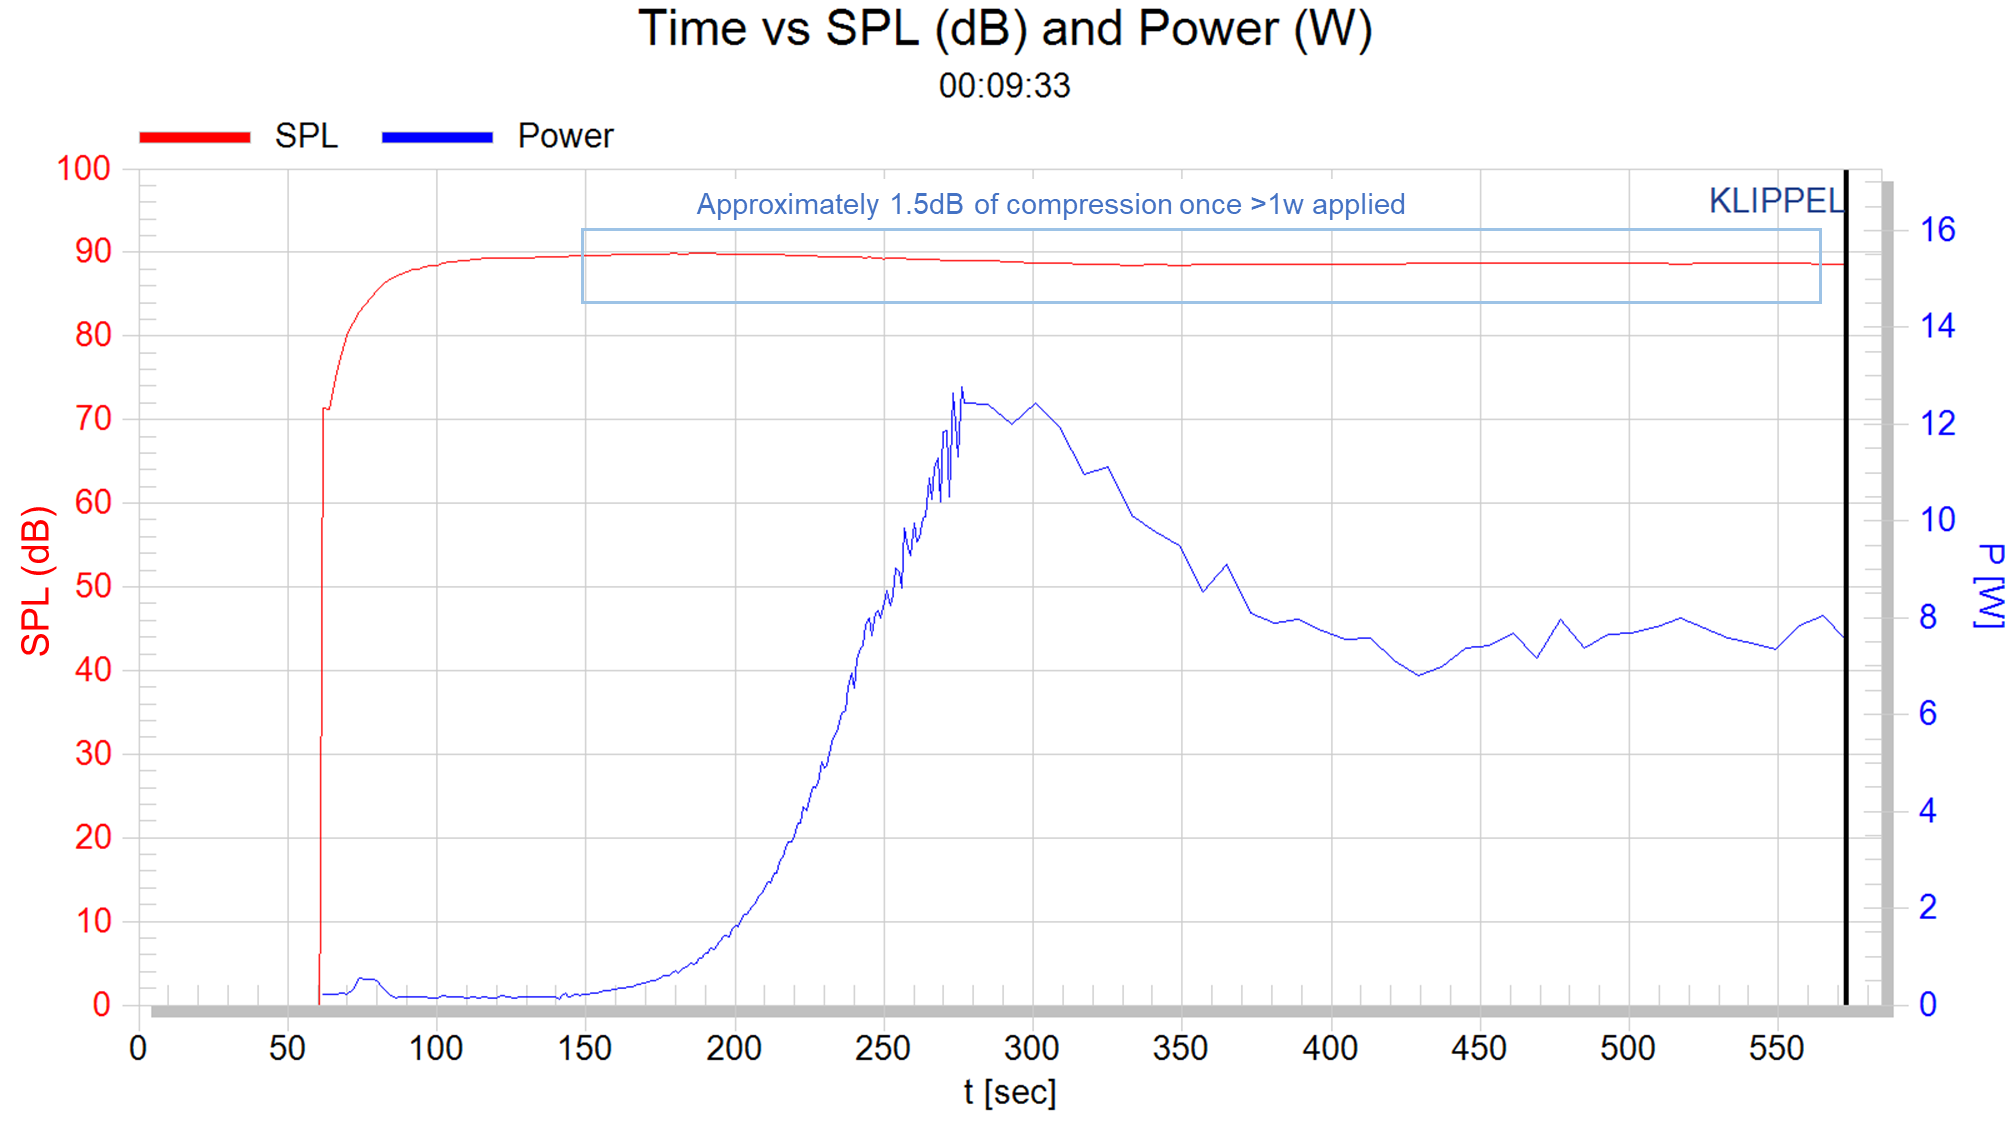 Time vs SPL (dB) and Power (W)
00:09:33
SPL Power
Approximately 1.5dB of compression once >1w applied
KLIPPEL
SPL (dB)
100
90
80
70
60
50
40
30
20
10
0
P [W]
16
14
12
10
8
6
4
2
0
0 50 100 150 200 250 300 350 400 450 500 550
t [sec]